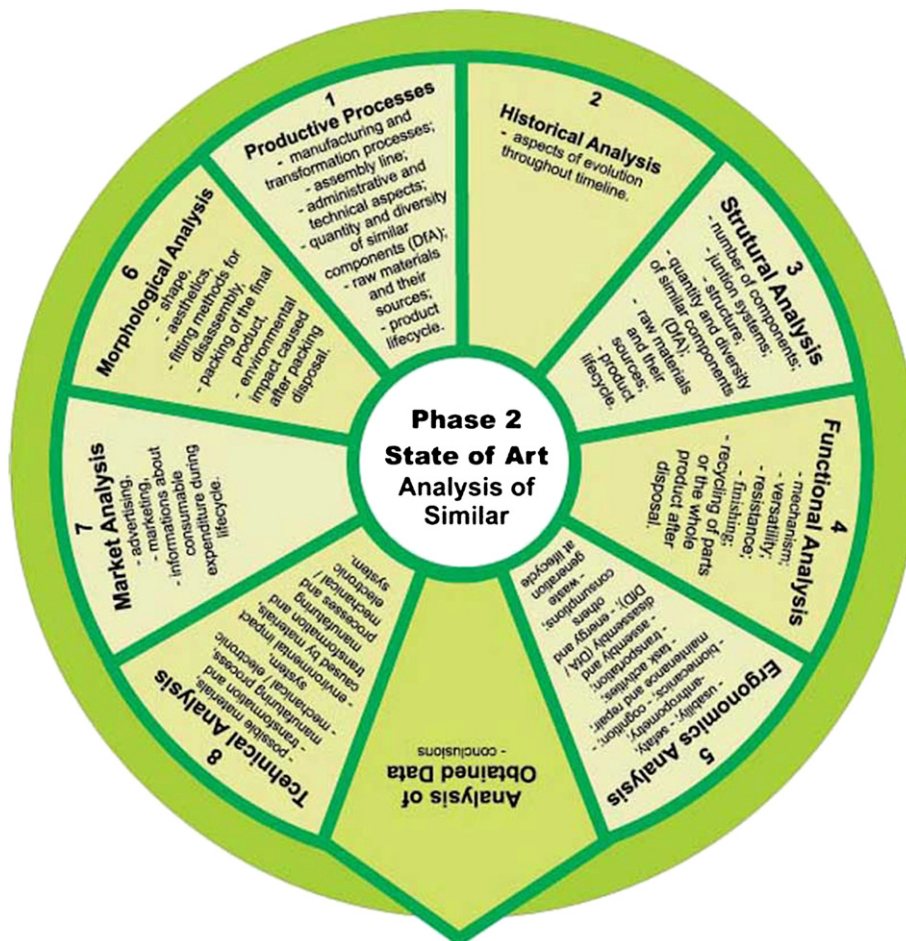 Phase 2
State of Art
Analysis of
Similar
1
Productive Processes
- manufacturing and
transformation processes;
- assembly line;
- administrative and
technical aspects;
- quantity and diversity
of similar
components (DfA);
- raw materials
and their
sources;
- product
lifecycle.
2
Historical Analysis
- aspects of evolution
throughout timeline.
3
Strutural Analysis
- number of components;
- juntion systems;
- structure;
- quantity and diversity
of similar components
(DfA);
- raw materials
and their
sources;
- product
lifecycle.
4
Functional Analysis
- mechanism;
- versatility;
- resistance;
- finishing;
- recycling of parts
or the whole
product after
disposal.
5
Ergonomics Analysis
- usability; - sefaty;
-anthropometry;
-biomecanics; - cognition; -
maintenance and repair;
- task activities;
- transportation;
- assembly and
dissasembly (DfA /
DfD); - energy and
others
consumptions;
- waste
generation
at lifecycle
6
Morphological Analysis
- shape,
- aesthetics,
- fitting methods for
disassembly,
- packing of the final
product,
- environmental
impact caused
after packing
disposal.
7
Market Analysis
- advertising,
- marketing,
- informations about
consumable
expenditure during
lifecycle.
8
Tcehnical Analysis
- possible materials,
- transformation and
manufacturing process,
- mechanical / electronic
system.
- environmental impact
caused by materials,
transformation and
manufacturing
processes and
mechanical /
electronic
system.
Analysis of
Obtained Data
- conclusions